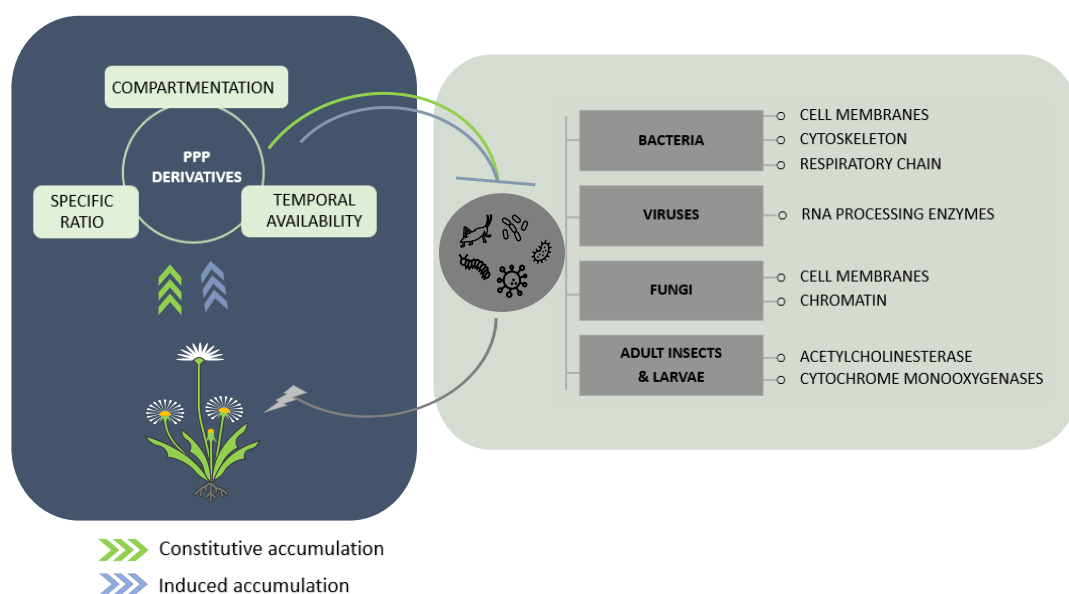 COMPARTMENTATION
PPP
DERIVATIVES
SPECIFIC
RATIO
TEMPORAL
AVAILABILITY
BACTERIA
CELL MEMBRANES
CYTOSKELETON
RESPIRATORY CHAIN
VIRUSES
RNA PROCESSING ENZYMES
FUNGI
CELL MEMBRANES
CHROMATIN
ADULT INSECTS
& LARVAE
ACETYLCHOLINESTERASE
CYTOCHROME MONOOXYGENASES
Constitutive accumulation
Induced accumulation